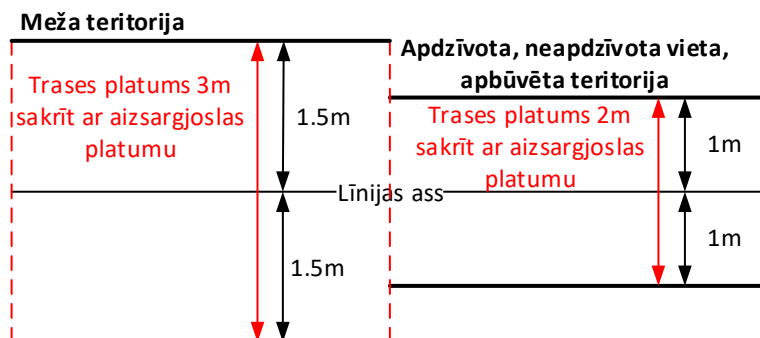 Meža teritorija
Trases platums 3m
sakrīt ar aizsargjoslas
platumu
1.5m
1.5m
Līnijas ass
Apdzīvota, neapdzīvota vieta,
apbūvēta teritorija
Trases platums 2m
sakrīt ar aizsargjoslas
platumu
1m
1m